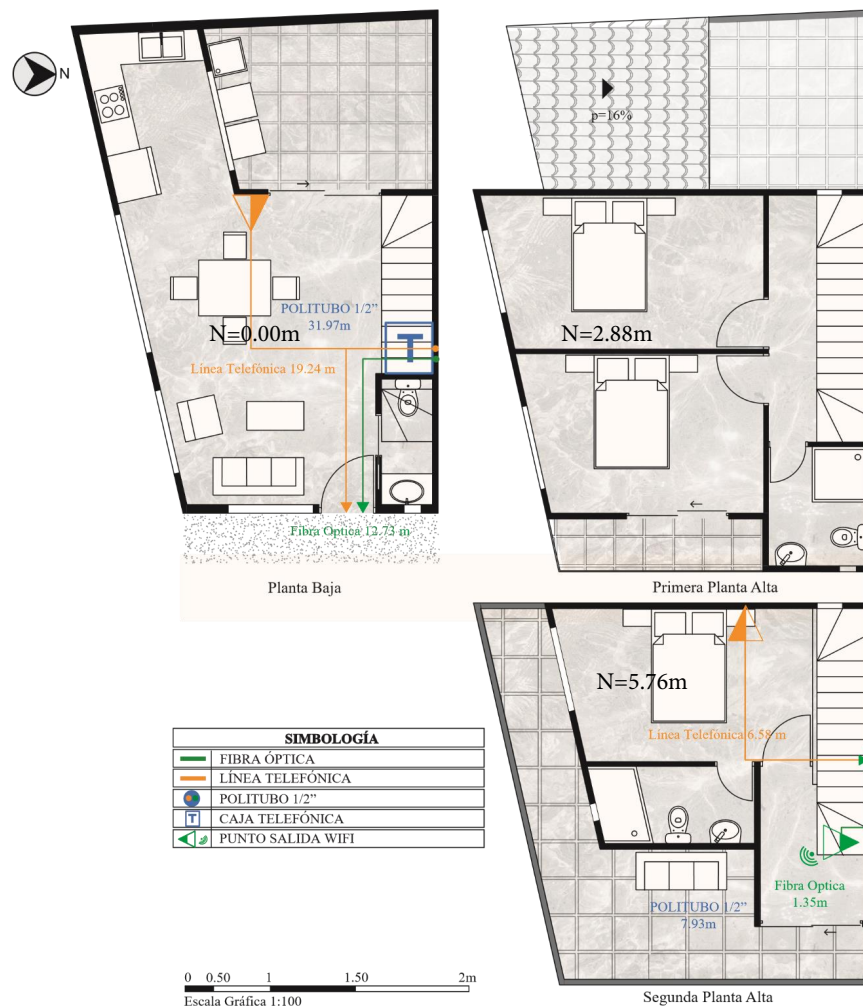 N
p=16%
POLITUBO 1/2”
31.97m
N=0.00m
N=2.88m
T
Línea Telefónica 19.24 m
Fibra Optica 12.73 m
Planta Baja
Primera Planta Alta
N=5.76m
Línea Telefónica 6.58 m
SIMBOLOGÍA
FIBRA ÓPTICA
LÍNEA TELEFÓNICA
POLITUBO 1/2”
T CAJA TELEFÓNICA
PUNTO SALIDA WIFI
Fibra Optica
1.35m
POLITUBO 1/2”
7.93m
0 0.50 1 1.50 2m
Escala Gráfica 1:100
Segunda Planta Alta